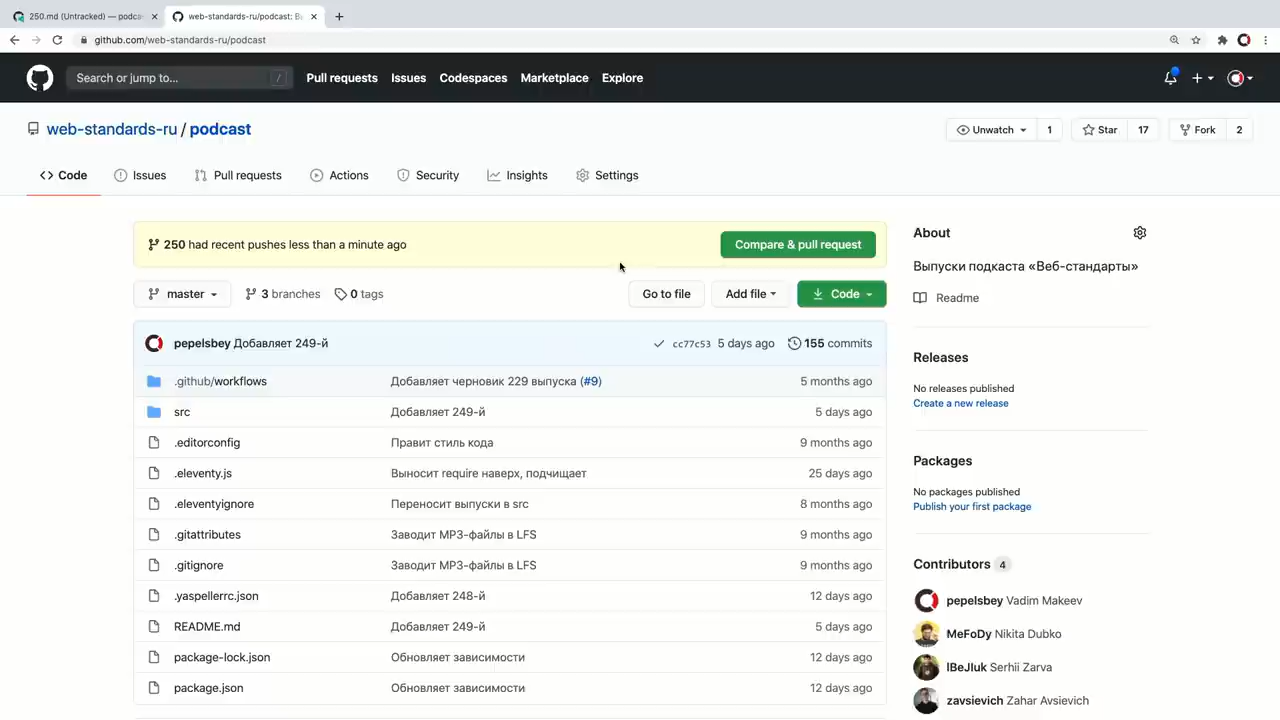 250.md (Untracked) — podca
web-standards-ru/podcast: В
github.com/web-standards-ru/podcast
Search or jump to… /
Pull requests Issues Codespaces Marketplace Explore
web-standards-ru / podcast
Unwatch 1 Star 17 Fork 2
Code Issues Pull requests Actions Security Insights Settings
250 had recent pushes less than a minute ago
Compare & pull request
master 3 branches 0 tags
Go to file Add file Code
pepelsbey Добавляет 249-й cc77c53 5 days ago 155 commits
.github/workflows Добавляет черновик 229 выпуска (#9) 5 months ago
src Добавляет 249-й 5 days ago
.editorconfig Правит стиль кода 9 months ago
.eleventy.js Выносит require наверх, подчищает 25 days ago
.eleventyignore Переносит выпуски в src 8 months ago
.gitattributes Заводит MP3-файлы в LFS 9 months ago
.gitignore Заводит MP3-файлы в LFS 9 months ago
.yaspellerrc.json Добавляет 248-й 12 days ago
README.md Добавляет 249-й 5 days ago
package-lock.json Обновляет зависимости 12 days ago
package.json Обновляет зависимости 12 days ago
About
Выпуски подкаста «Веб-стандарты»
Readme
Releases
No releases published
Create a new release
Packages
No packages published
Publish your first package
Contributors 4
pepelsbey Vadim Makeev
MeFoDy Nikita Dubko
lBeJIuk Serhii Zarva
zavsievich Zahar Avsievich